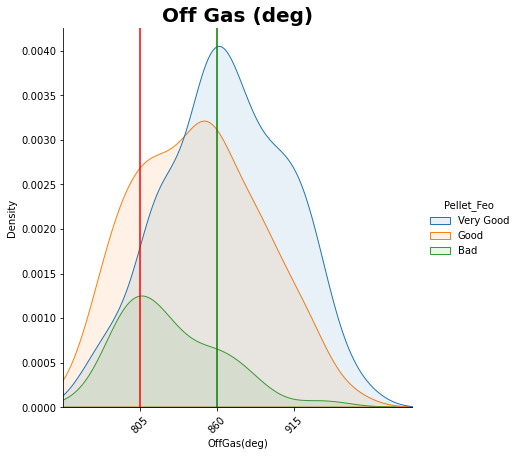 Off Gas (deg)
0.0040
0.0035
0.0030
0.0025
0.0020
0.0015
0.0010
0.0005
0.0000
Density
805
860
915
OffGas(deg)
Pellet_Feo
Very Good
Good
Bad